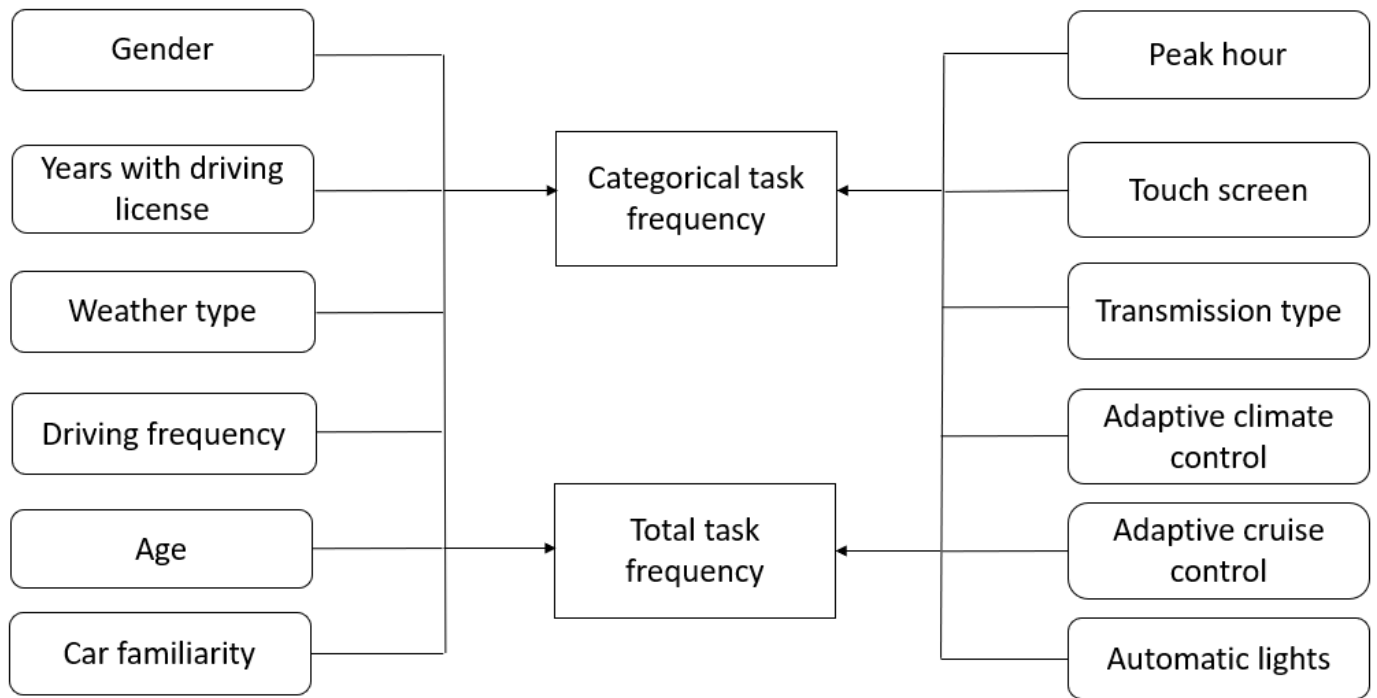 Gender
Years with driving
license
Weather type
Driving frequency
Age
Car familiarity
Categorical task
frequency
Total task
frequency
Peak hour
Touch screen
Transmission type
Adaptive climate
control
Adaptive cruise
control
Automatic lights